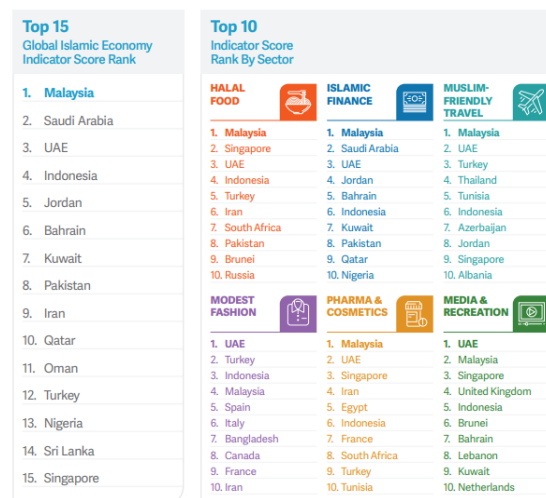 Top 15
Global Islamic Economy
Indicator Score Rank
1. Malaysia
2. Saudi Arabia
3. UAE
4. Indonesia
5. Jordan
6. Bahrain
7. Kuwait
8. Pakistan
9. Iran
10. Qatar
11. Oman
12. Turkey
13. Nigeria
14. Sri Lanka
15. Singapore
Top 10
Indicator Score
Rank By Sector
HALAL
FOOD
1. Malaysia
2. Singapore
3. UAE
4. Indonesia
5. Turkey
6. Iran
7. South Africa
8. Pakistan
9. Brunei
10. Russia
ISLAMIC
FINANCE
1. Malaysia
2. Saudi Arabia
3. UAE
4. Jordan
5. Bahrain
6. Indonesia
7. Kuwait
8. Pakistan
9. Qatar
10. Nigeria
MUSLIM-
FRIENDLY
TRAVEL
1. Malaysia
2. UAE
3. Turkey
4. Thailand
5. Tunisia
6. Indonesia
7. Azerbaijan
8. Jordan
9. Singapore
10. Albania
MODEST
FASHION
1. UAE
2. Turkey
3. Indonesia
4. Malaysia
5. Spain
6. Italy
7. Bangladesh
8. Canada
9. France
10. Iran
PHARMA &
COSMETICS
1. Malaysia
2. UAE
3. Singapore
4. Iran
5. Egypt
6. Indonesia
7. France
8. South Africa
9. Turkey
10. Tunisia
MEDIA &
RECREATION
1. UAE
2. Malaysia
3. Singapore
4. United Kingdom
5. Indonesia
6. Brunei
7. Bahrain
8. Lebanon
9. Kuwait
10. Netherlands